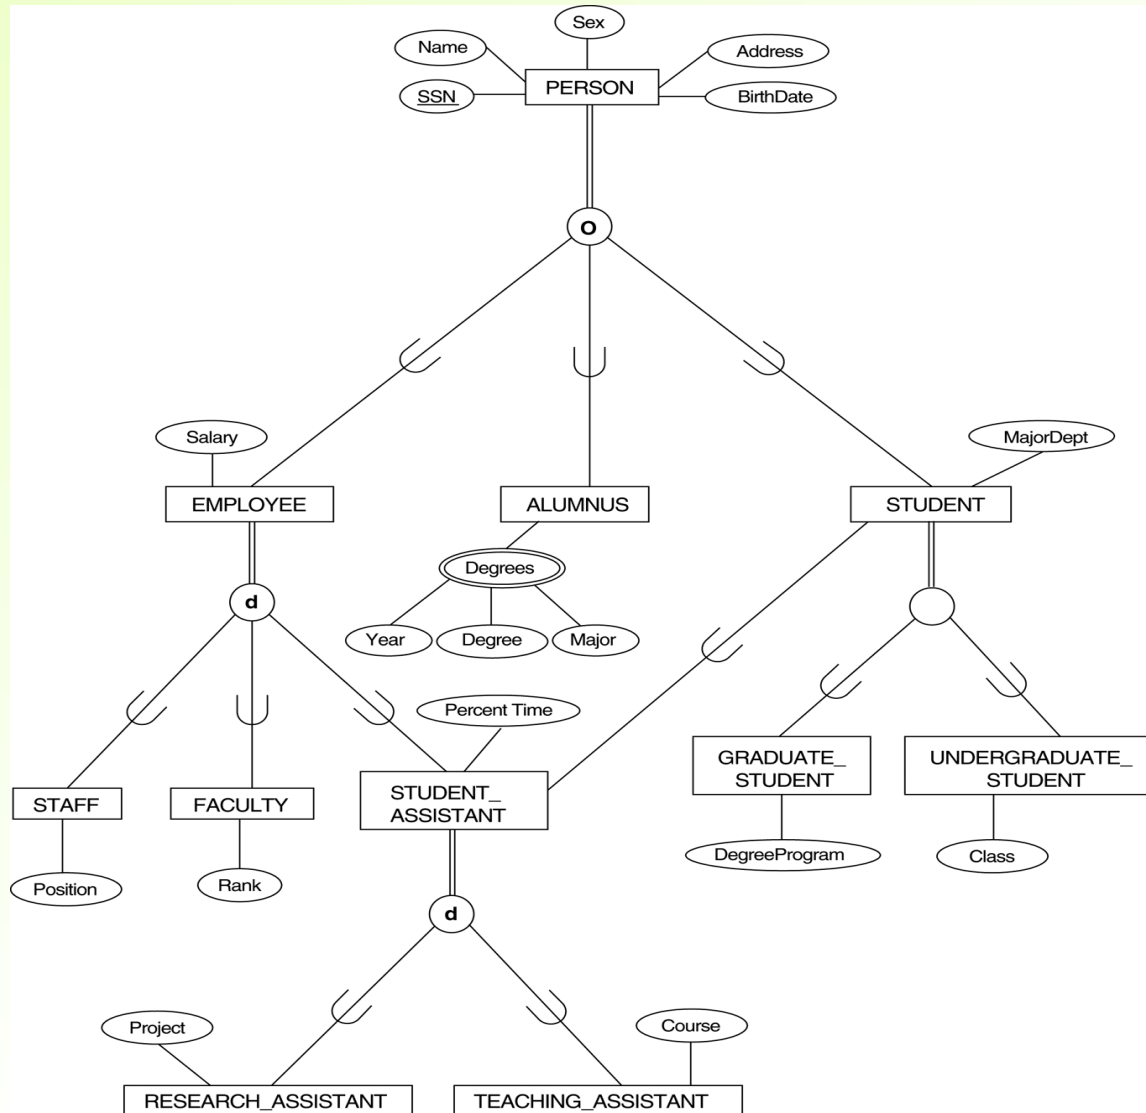 Sex
Name
Address
PERSON
SSN
BirthDate
O
Salary
MajorDept
EMPLOYEE
ALUMNUS
STUDENT
Degrees
d
Year
Degree
Major
Percent Time
GRADUATE_
STUDENT
UNDERGRADUATE_
STUDENT
STAFF
FACULTY
STUDENT_
ASSISTANT
DegreeProgram
Class
Position
Rank
d
Project
Course
RESEARCH_ASSISTANT
TEACHING_ASSISTANT